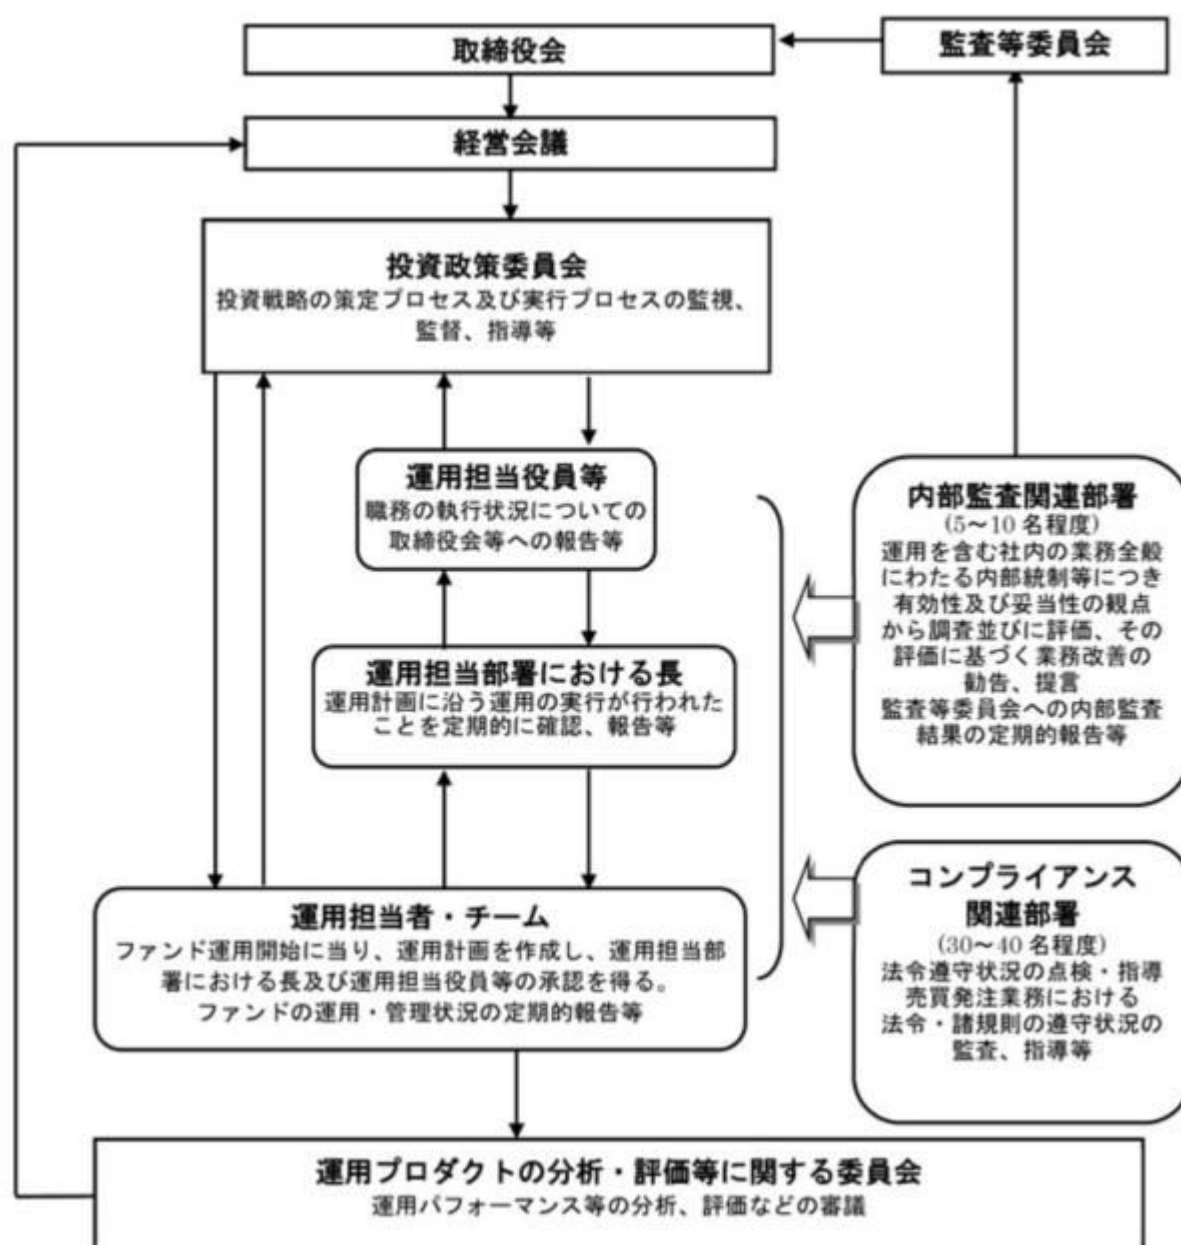 取締役会
監査等委員会
経営会議
投資政策委員会
投資戦略の策定プロセス及び実行プロセスの監視、
監督、指導等
運用担当役員等
職務の執行状況についての
取締役会等への報告等
運用担当部署における長
運用計画に沿う運用の実行が行われた
ことを定期的に確認、報告等
内部監査関連部署
(5～10 名程度)
運用を含む社内の業務全般
にわたる内部統制等につき
有効性及び妥当性の観点
から調査並びに評価、その
評価に基づく業務改善の
勧告、提言
監査等委員会への内部監査
結果の定期的報告等
運用担当者・チーム
ファンド運用開始に当り、運用計画を作成し、運用担当部
署における長及び運用担当役員等の承認を得る。
ファンドの運用・管理状況の定期的報告等
コンプライアンス
関連部署
(30～40 名程度)
法令遵守状況の点検・指導
売買発注業務における
法令・諸規則の遵守状況の
監査、指導等
運用プロダクトの分析・評価等に関する委員会
運用パフォーマンス等の分析、評価などの審議